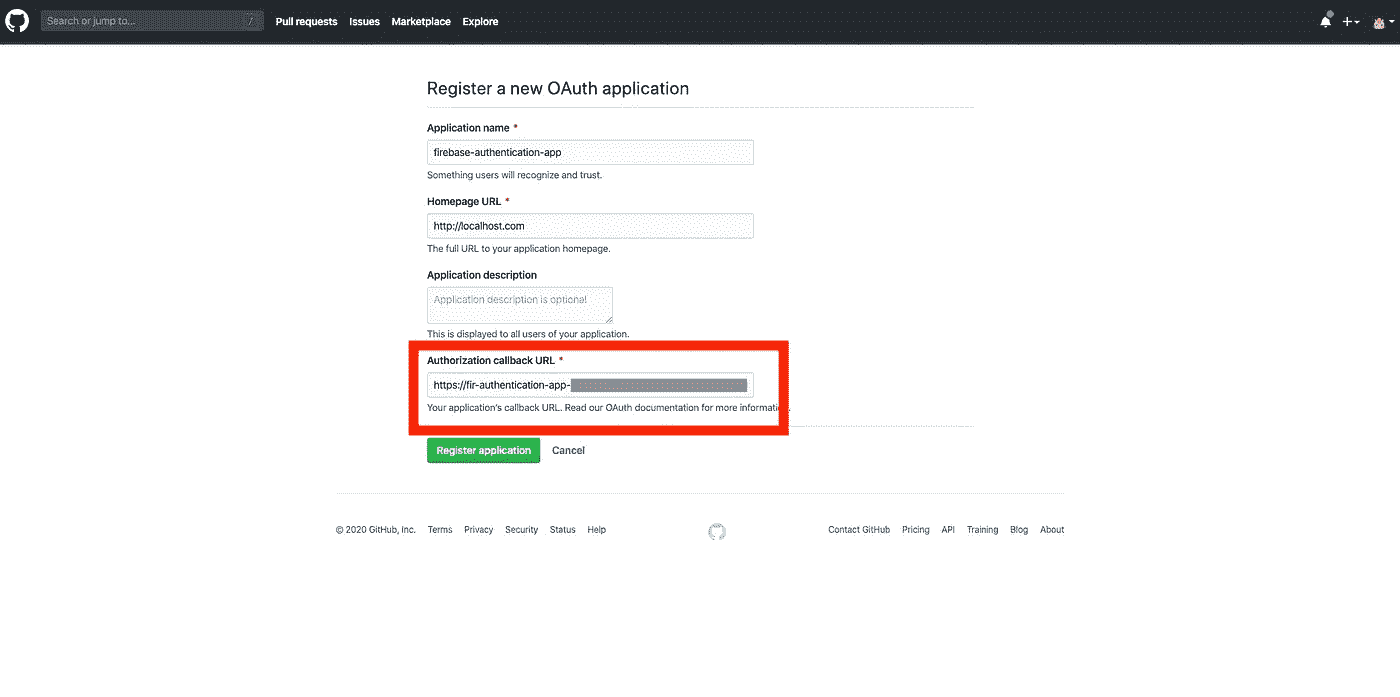 Search or jump to... /
Pull requests Issues Marketplace Explore
Register a new OAuth application
Application name *
firebase-authentication-app
Something users will recognize and trust.
Homepage URL *
http://localhost.com
The full URL to your application homepage.
Application description
Application description is optional
This is displayed to all users of your application.
Authorization callback URL *
https://fir-authentication-app-
Your application's callback URL. Read our OAuth documentation for more informati
Register application Cancel
© 2020 GitHub, Inc. Terms Privacy Security Status Help Contact GitHub Pricing API Training Blog About